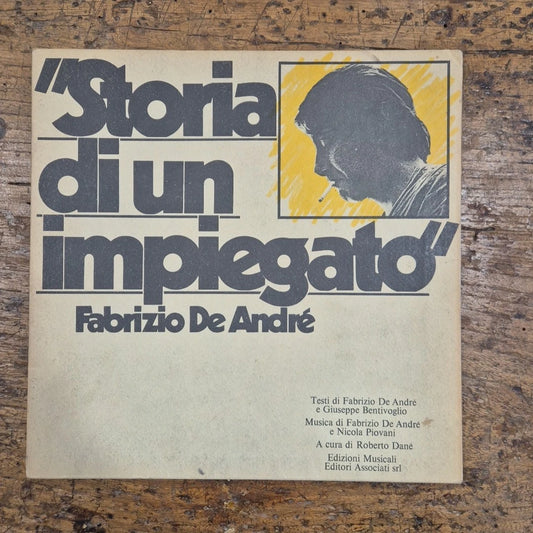 "Storia
di un
impiegato"
Fabrizio De André
Testi di Fabrizio De André
e Giuseppe Bentivoglio
Musica di Fabrizio De André
e Nicola Piovani
A cura di Roberto Danè
Edizioni Musicali
Editori Associati srl